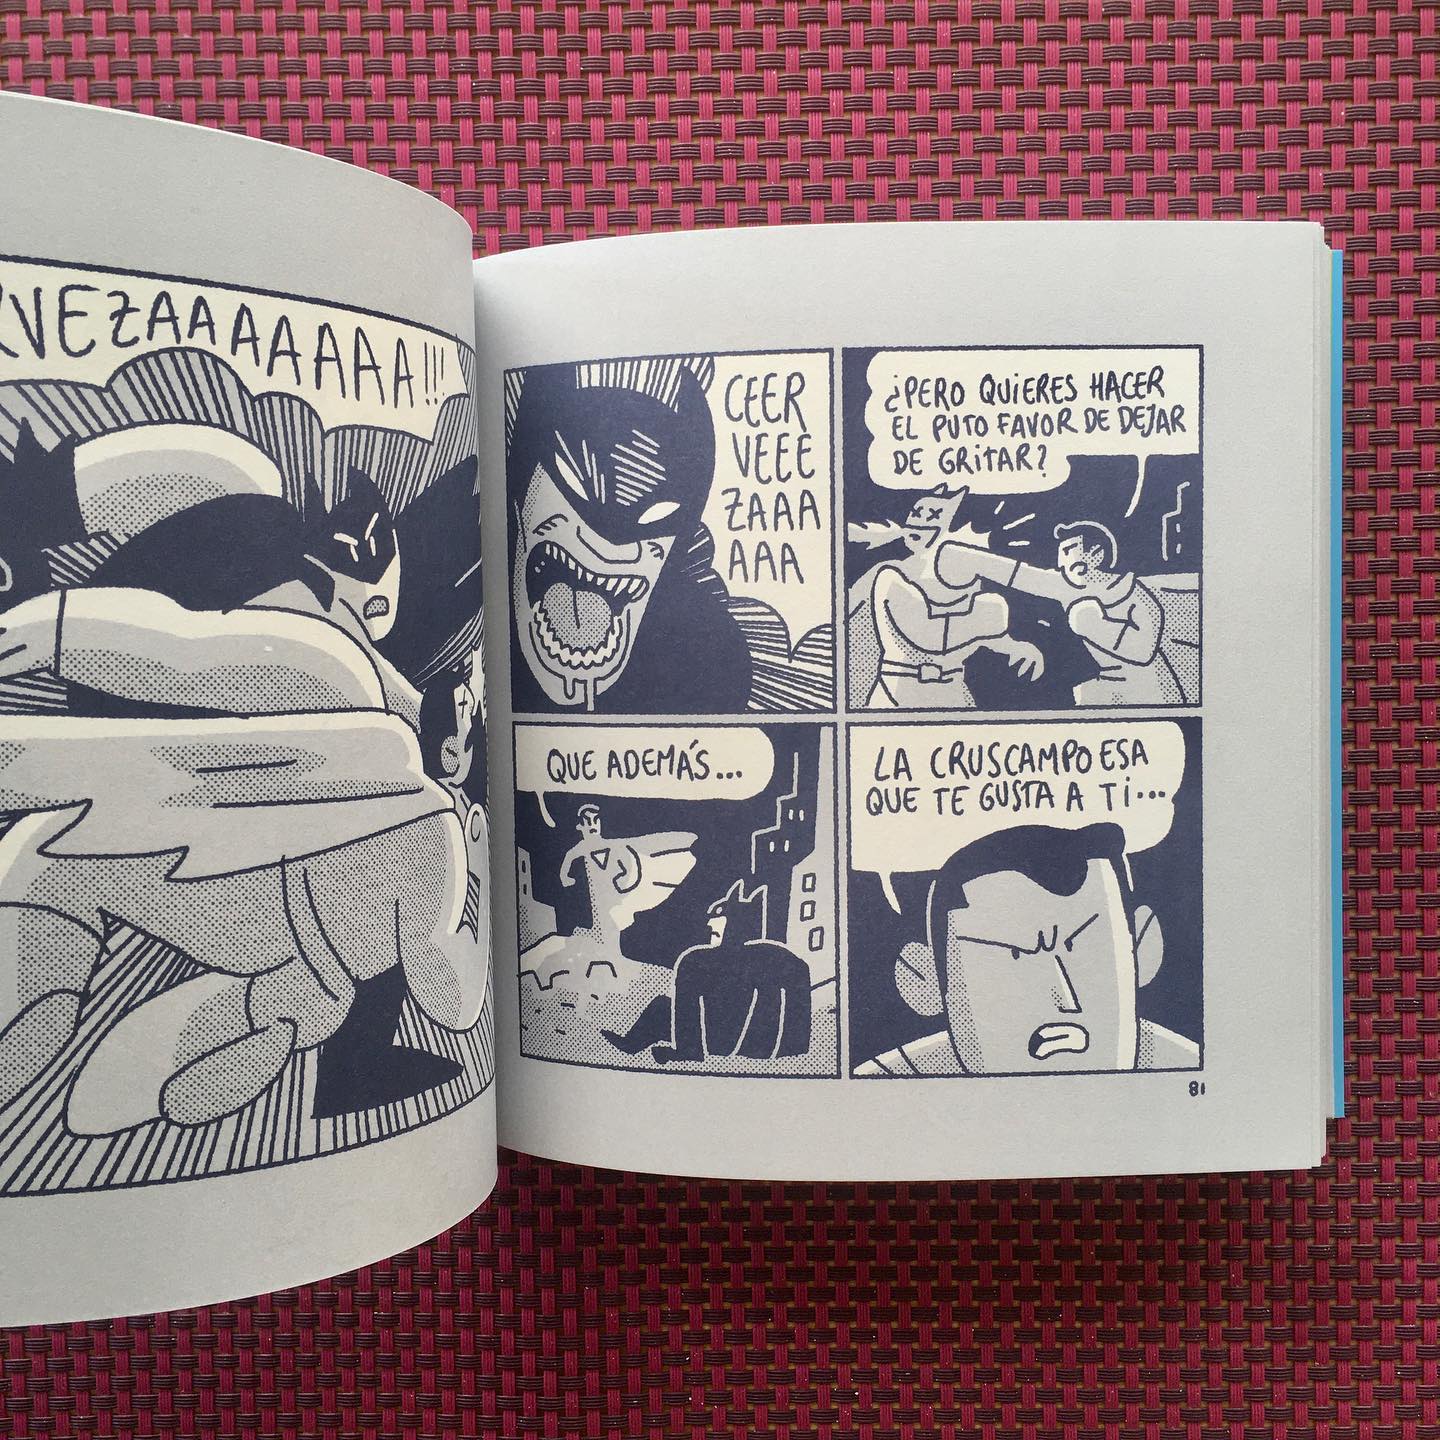 RVEZAAAAAAAA!!!
CEER
VEEE
ZAAA
AAA
¿PERO QUIERES HACER
EL PUTO FAVOR DE DEJAR
DE GRITAR?
QUE ADEMÁS...
LA CRUSCAMPO ESA
QUE TE GUSTA A TI...
81